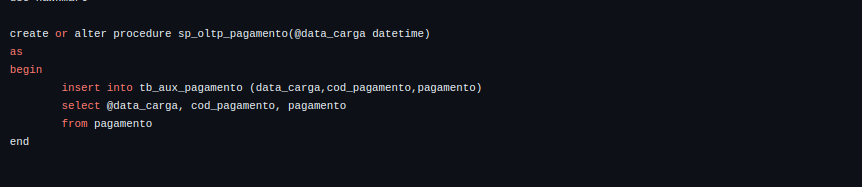 create or alter procedure sp_oltp_pagamento(@data_carga datetime)
as
begin
insert into tb_aux_pagamento (data_carga,cod_pagamento,pagamento)
select @data_carga, cod_pagamento, pagamento
from pagamento
end